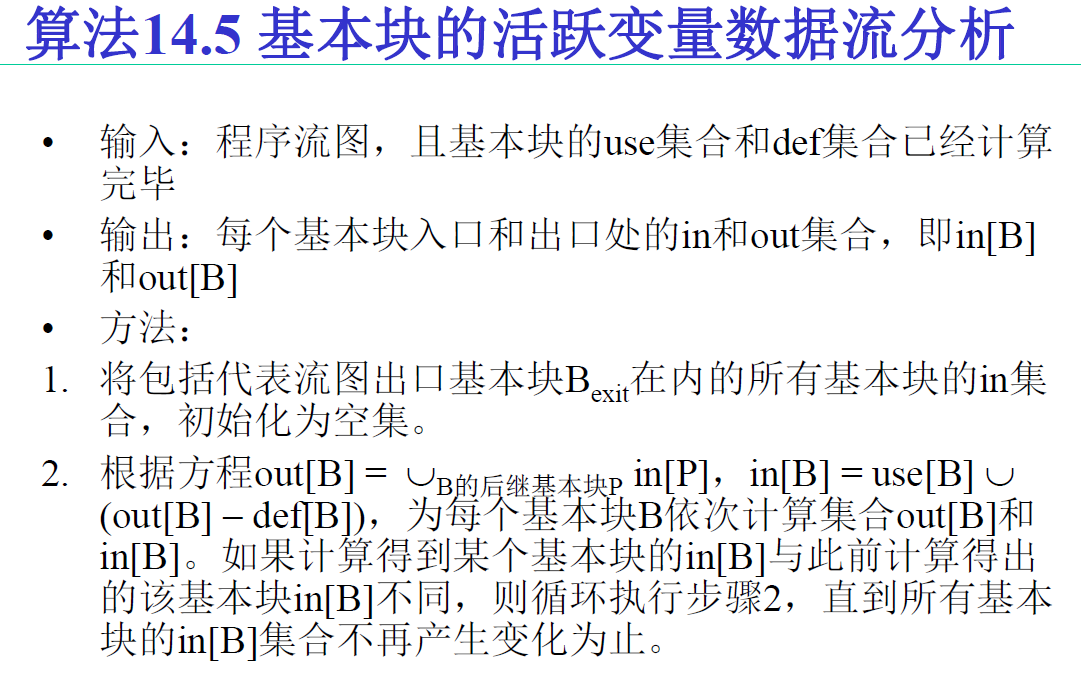 算法14.5 基本块的活跃变量数据流分析
• 输入：程序流图，且基本块的use集合和def集合已经计算
完毕
• 输出：每个基本块入口和出口处的in和out集合，即in[B]
和out[B]
• 方法：
1. 将包括代表流图出口基本块Bexit在内的所有基本块的in集
合，初始化为空集。
2. 根据方程out[B] = ∪B的后继基本块P in[P]，in[B] = use[B] ∪
(out[B] – def[B])，为每个基本块B依次计算集合out[B]和
in[B]。如果计算得到某个基本块的in[B]与此前计算得出
的该基本块in[B]不同，则循环执行步骤2，直到所有基本
块的in[B]集合不再产生变化为止。